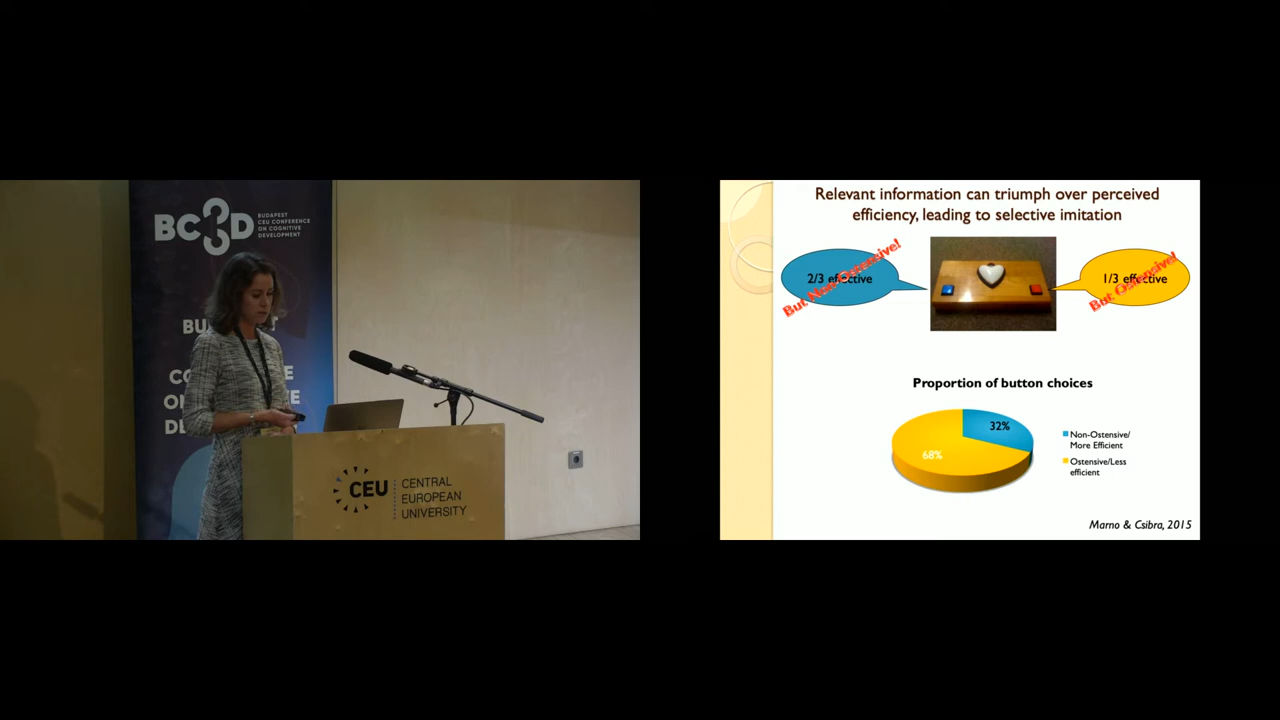 BC3D
BUDAPEST
CEU CONFERENCE
ON COGNITIVE
DEVELOPMENT
CEU
CENTRAL
EUROPEAN
UNIVERSITY
Relevant information can triumph over perceived
efficiency, leading to selective imitation
2/3 effective
But Non-Ostensive!
1/3 effective
But Ostensive!
Proportion of button choices
32%
68%
Non-Ostensive/
More Efficient
Ostensive/Less
efficient
Marno & Csibra, 2015